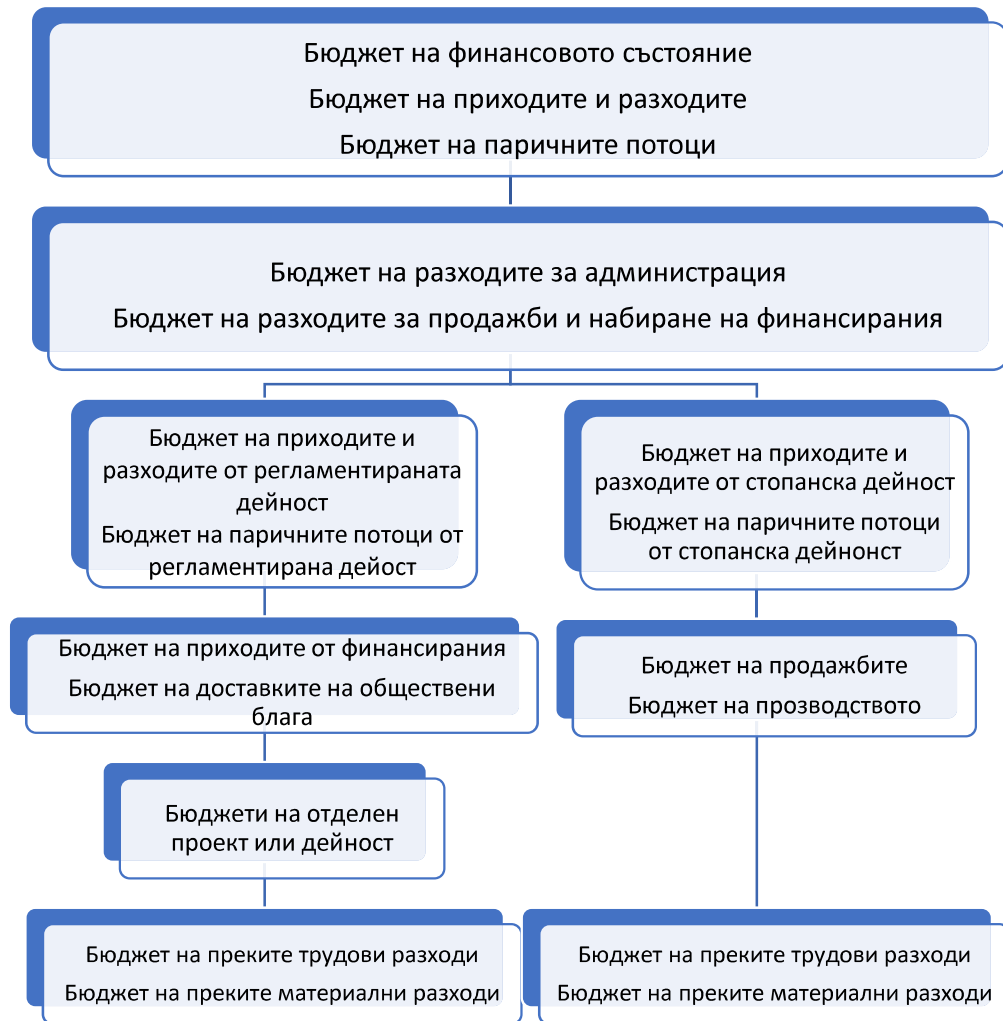 Бюджет на финансовото състояние
Бюджет на приходите и разходите
Бюджет на паричните потоци
Бюджет на разходите за администрация
Бюджет на разходите за продажби и набиране на финансирания
Бюджет на приходите и
разходите от регламентираната
дейност
Бюджет на паричните потоци от
регламентирана дейост
Бюджет на приходите и
разходите от стопанска дейност
Бюджет на паричните потоци
от стопанска дейнонст
Бюджет на приходите от финансирания
Бюджет на доставките на обществени
блага
Бюджет на продажбите
Бюджет на прозводството
Бюджети на отделен
проект или дейност
Бюджет на преките трудови разходи
Бюджет на преките материални разходи
Бюджет на преките трудови разходи
Бюджет на преките материални разходи